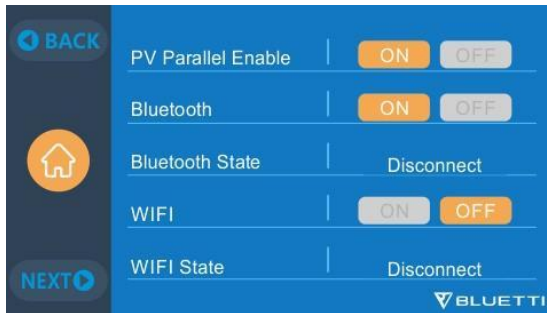 BACK
PV Parallel Enable ON OFF
Bluetooth ON OFF
Bluetooth State Disconnect
WIFI ON OFF
WIFI State Disconnect
NEXT
BLUETTI